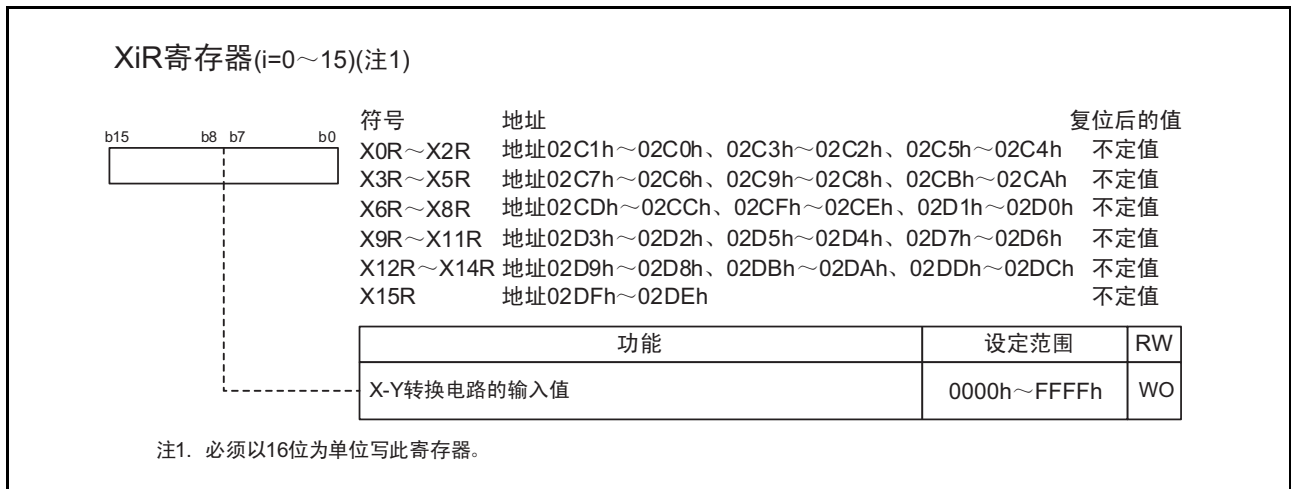 XiR寄存器(i=0～15)(注1)
b15 b8 b7 b0
符号 地址 复位后的值
X0R～X2R 地址02C1h～02C0h、02C3h～02C2h、02C5h～02C4h 不定值
X3R～X5R 地址02C7h～02C6h、02C9h～02C8h、02CBh～02CAh 不定值
X6R～X8R 地址02CDh～02CCh、02CFh～02CEh、02D1h～02D0h 不定值
X9R～X11R 地址02D3h～02D2h、02D5h～02D4h、02D7h～02D6h 不定值
X12R～X14R 地址02D9h～02D8h、02DBh～02DAh、02DDh～02DCh 不定值
X15R 地址02DFh～02DEh 不定值
功能 设定范围 RW
X-Y转换电路的输入值 0000h～FFFFh WO
注1. 必须以16位为单位写此寄存器。